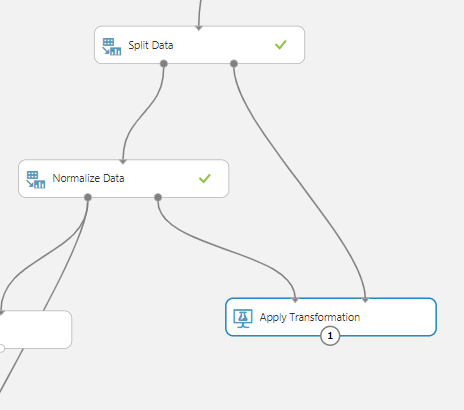 Split Data
Normalize Data
Apply Transformation
1